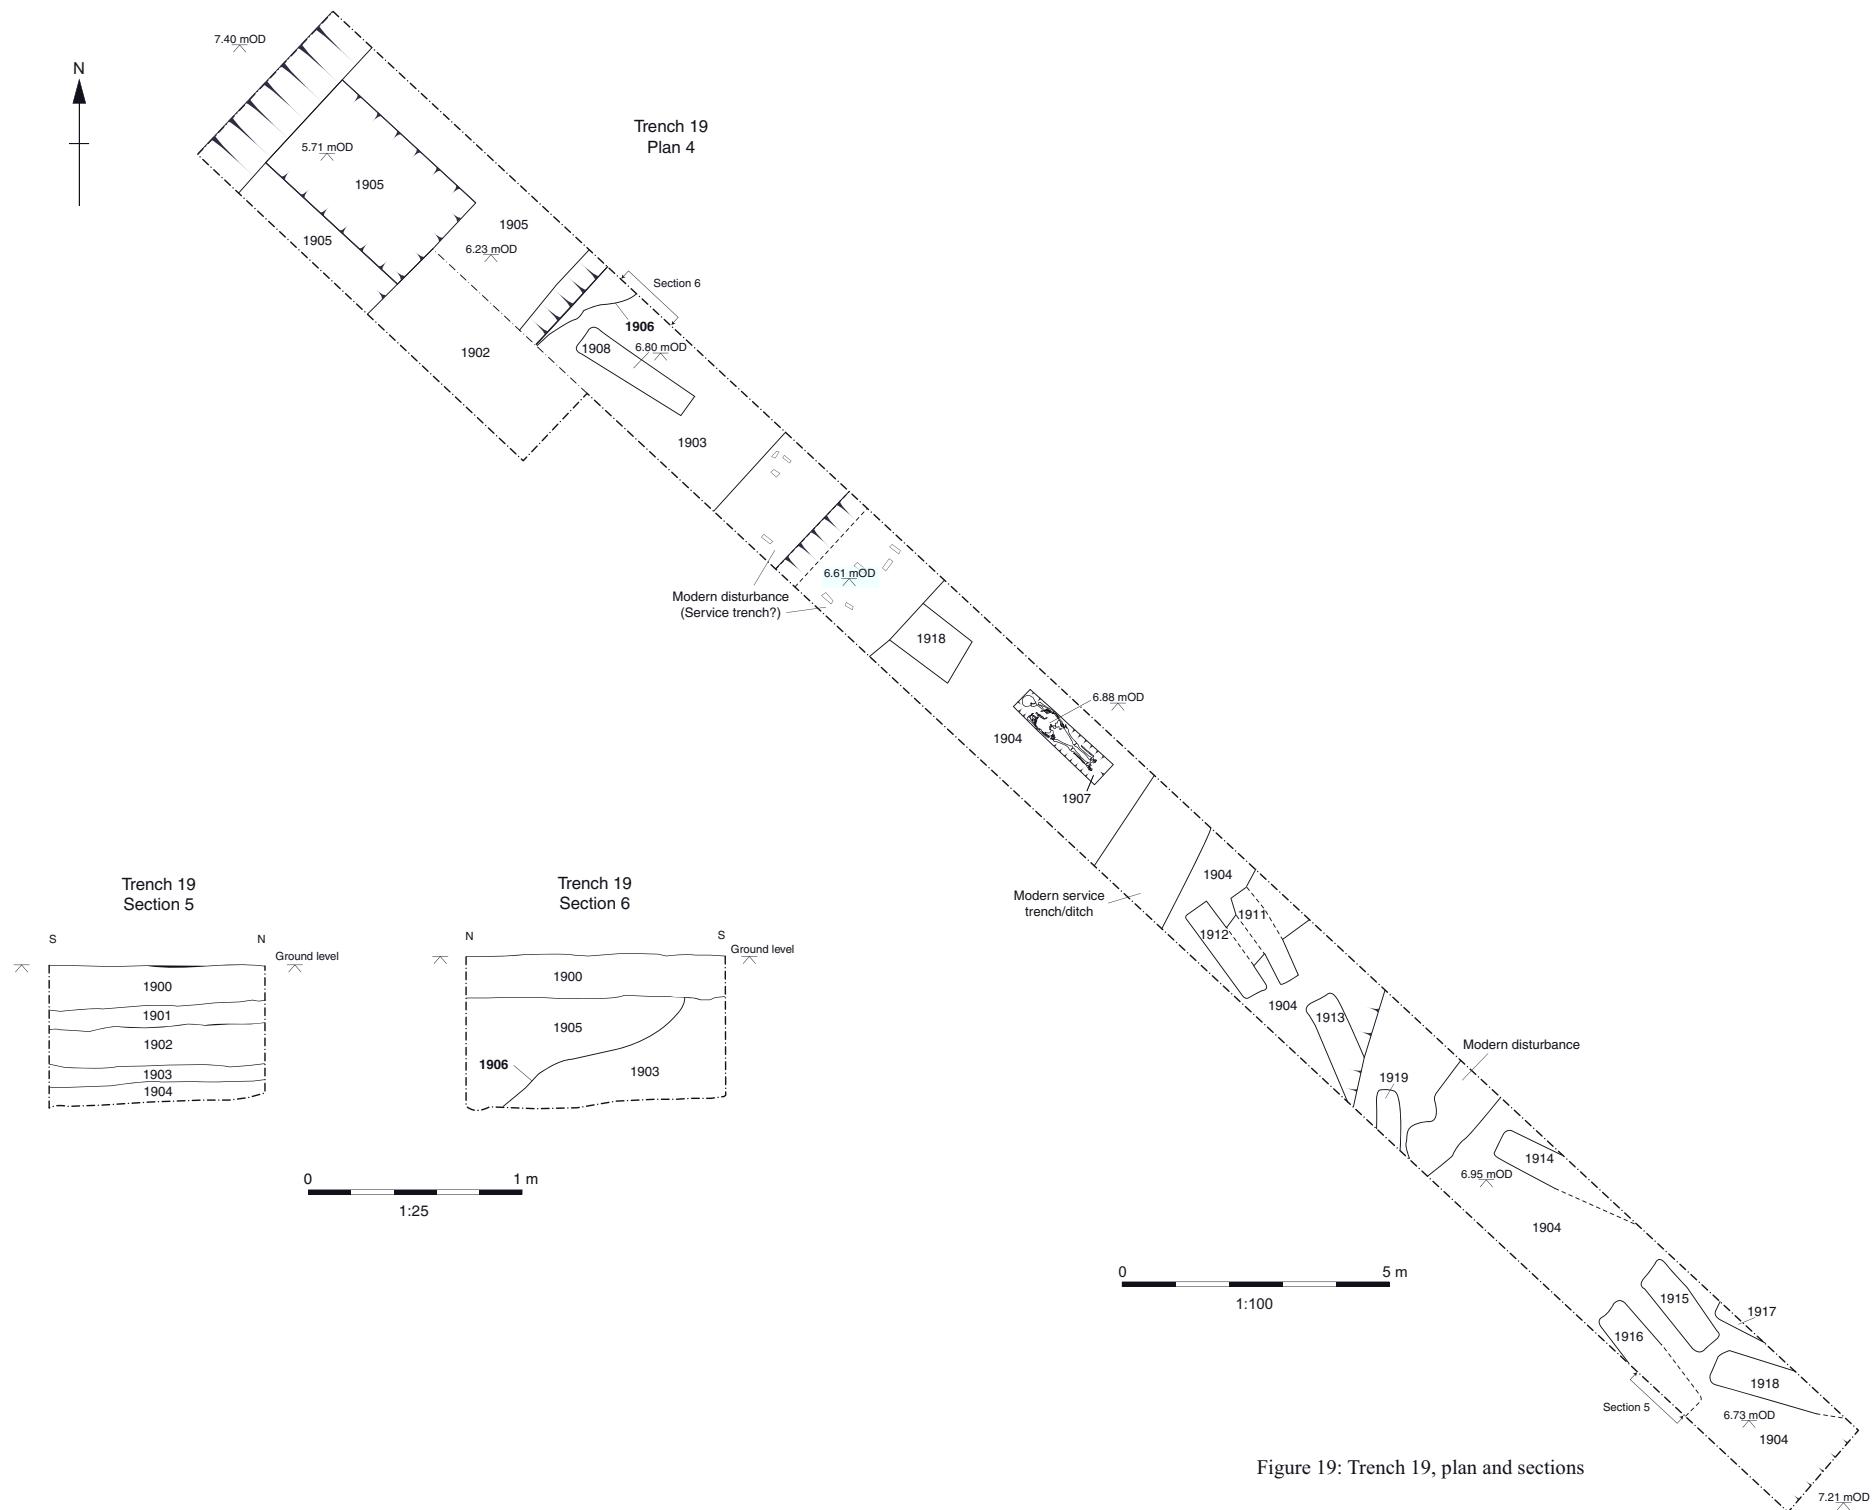 7.40 mOD
N
Trench 19
Plan 4
5.71 mOD
1905
1905
1905
6.23 mOD
Section 6
1906
1908
6.80 mOD
1902
1903
6.61 mOD
Modern disturbance
(Service trench?)
1918
6.88 mOD
1904
1907
1904
Modern service
trench/ditch
1911
1912
1904
1913
Modern disturbance
1919
1914
6.95 mOD
1904
1915
1917
1916
1918
Section 5
6.73 mOD
1904
7.21 mOD
Trench 19
Section 5
S
N
Ground level
1900
1901
1902
1903
1904
Trench 19
Section 6
N
S
Ground level
1900
1905
1906
1903
0
1 m
1:25
0
5 m
1:100
Figure 19: Trench 19, plan and sections